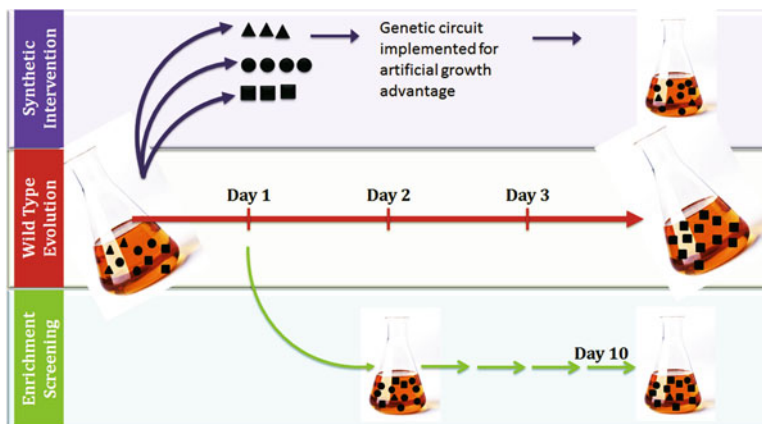 Synthetic
Intervention
Genetic circuit
implemented for
artificial growth
advantage
Wild Type
Evolution
Day 1
Day 2
Day 3
Enrichment
Screening
Day 10